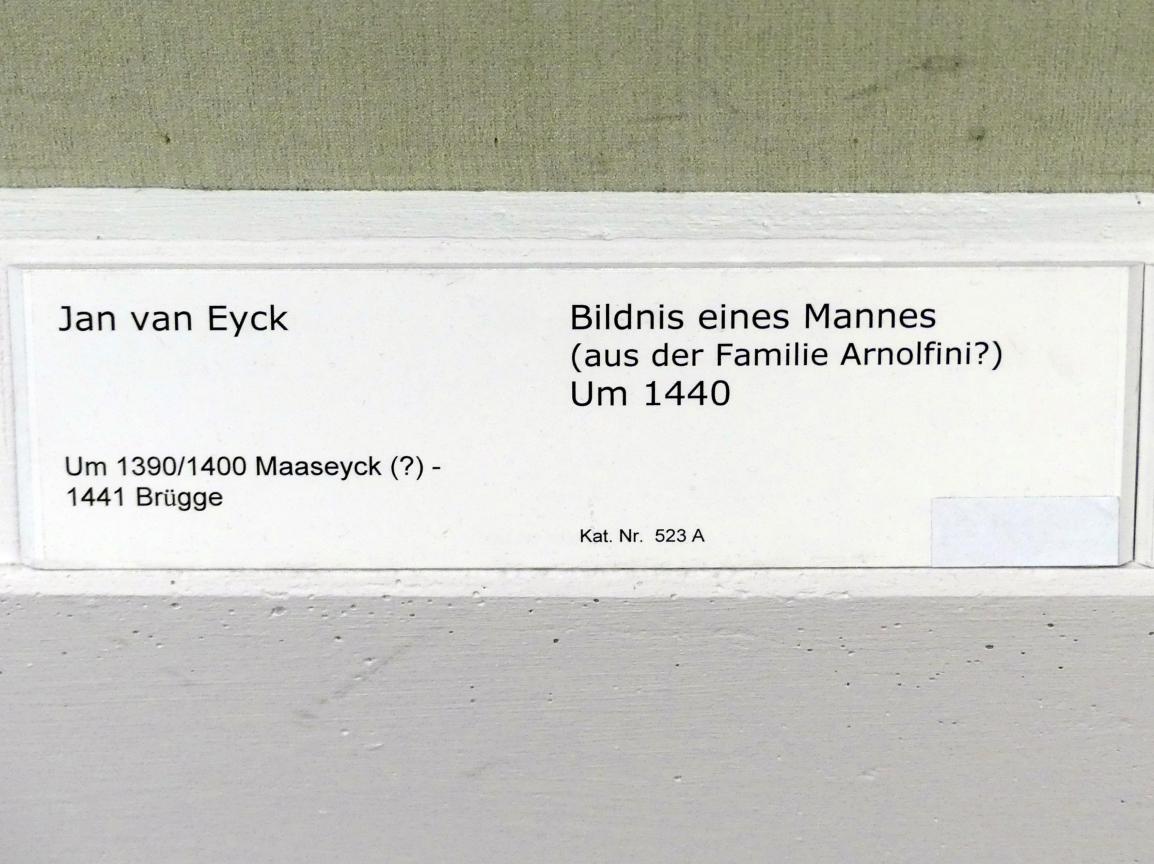 Jan van Eyck
Um 1390/1400 Maaseyck (?) -
1441 Brügge
Bildnis eines Mannes
(aus der Familie Arnolfini?)
Um 1440
Kat. Nr. 523 A